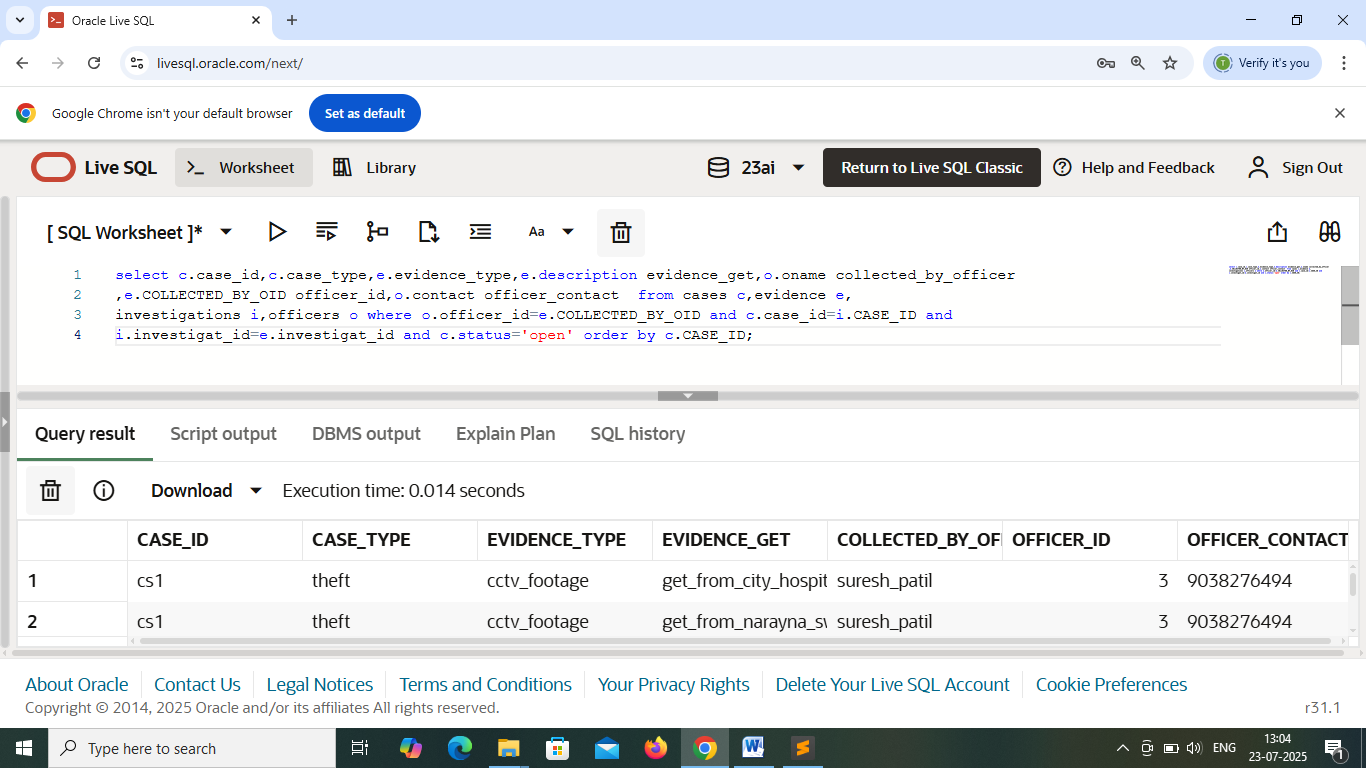 Oracle Live SQL
livesql.oracle.com/next/
T
Verify it's you
Google Chrome isn't your default browser
Set as default
Live SQL
Worksheet
Library
23ai
Return to Live SQL Classic
Help and Feedback
Sign Out
[ SQL Worksheet ]*
Aa
1 select c.case_id,c.case_type,e.evidence_type,e.description evidence_get,o.oname collected_by_officer
2 ,e.COLLECTED_BY_OID officer_id,o.contact officer_contact  from cases c,evidence e,
3 investigations i,officers o where o.officer_id=e.COLLECTED_BY_OID and c.case_id=i.CASE_ID and
4 i.investigat_id=e.investigat_id and c.status='open' order by c.CASE_ID;
Query result Script output DBMS output Explain Plan SQL history
Download Execution time: 0.014 seconds
CASE_ID CASE_TYPE EVIDENCE_TYPE EVIDENCE_GET COLLECTED_BY_OFI OFFICER_ID OFFICER_CONTACT
1 cs1 theft cctv_footage get_from_city_hospit suresh_patil 3 9038276494
2 cs1 theft cctv_footage get_from_narayna_sv suresh_patil 3 9038276494
About Oracle Contact Us Legal Notices Terms and Conditions Your Privacy Rights Delete Your Live SQL Account Cookie Preferences
Copyright © 2014, 2025 Oracle and/or its affiliates All rights reserved. r31.1
Type here to search
ENG
13:04
23-07-2025
1